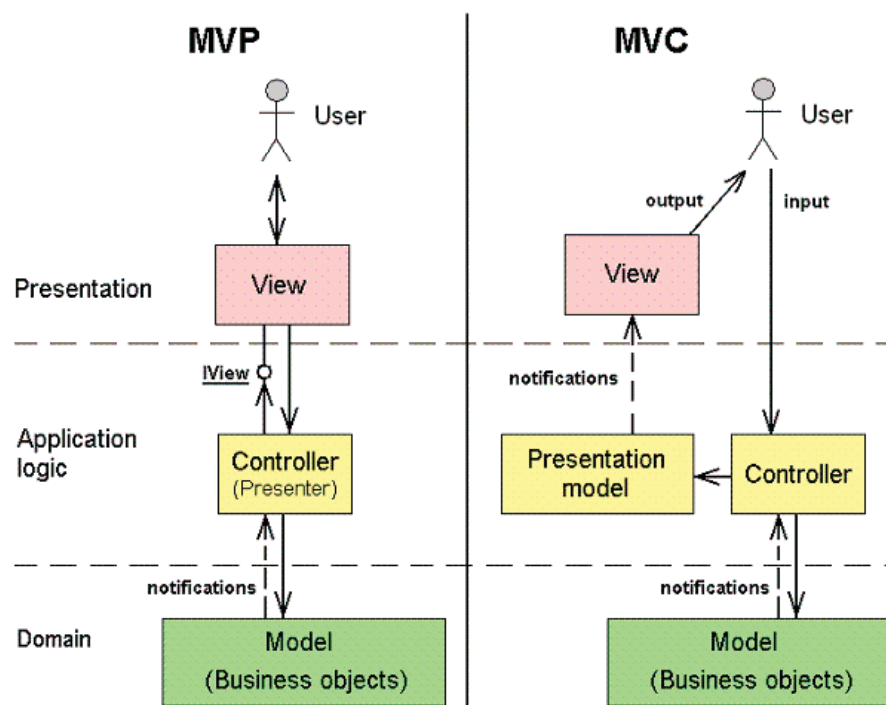 MVP
MVC
User
User
output
input
View
View
Presentation
IView
notifications
Application
logic
Controller
(Presenter)
Presentation
model
Controller
notifications
notifications
Domain
Model
(Business objects)
Model
(Business objects)